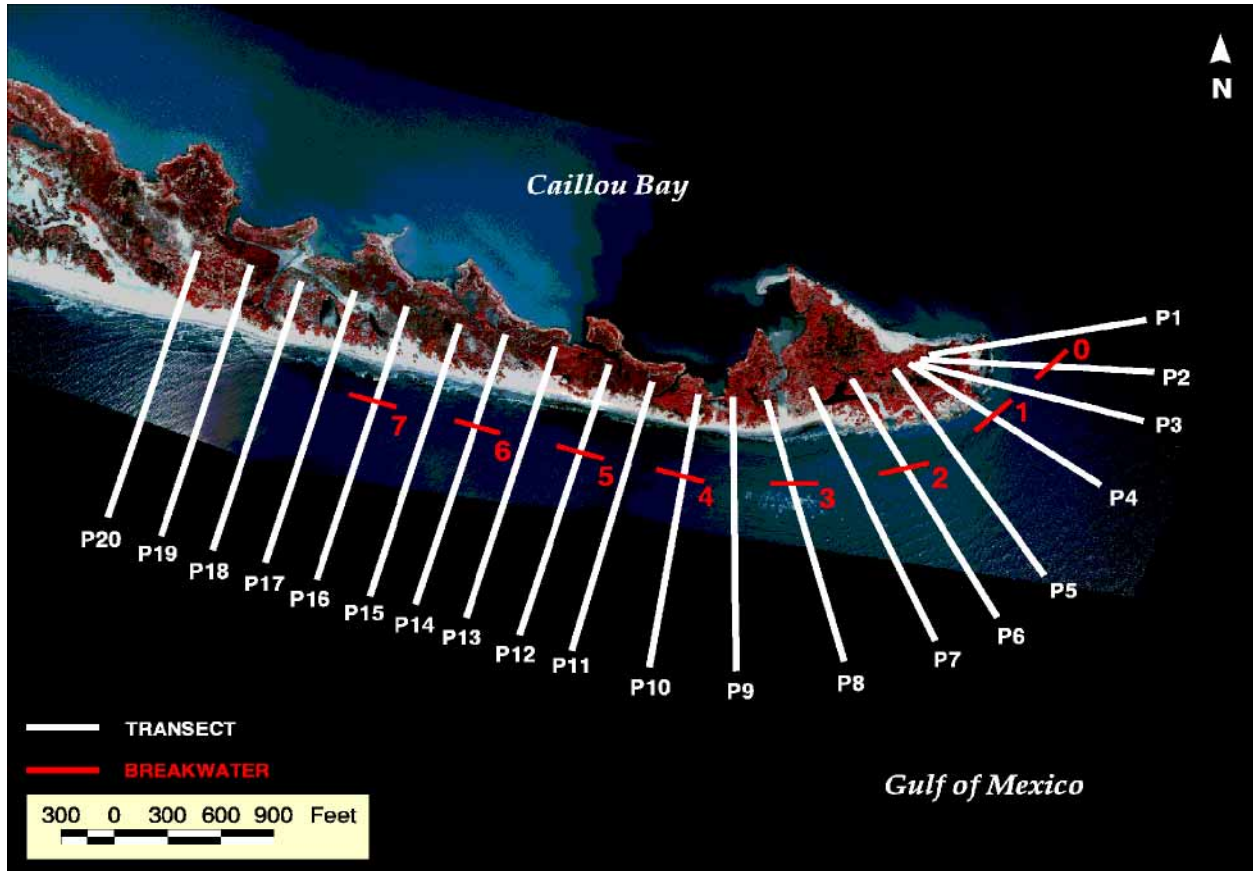 N
Caillou Bay
P1
0
P2
1
P3
P4
2
3
4
5
6
7
P5
P6
P7
P8
P9
P10
P11
P12
P13
P14
P15
P16
P17
P18
P19
P20
TRANSECT
BREAKWATER
Gulf of Mexico
300 0 300 600 900 Feet